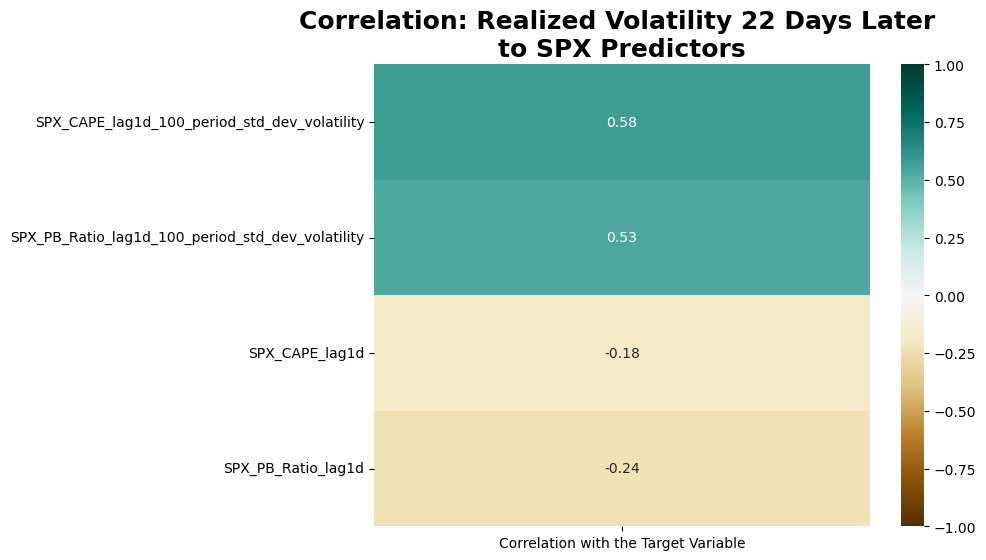 Correlation: Realized Volatility 22 Days Later
to SPX Predictors
SPX_CAPE_lag1d_100_period_std_dev_volatility
0.58
SPX_PB_Ratio_lag1d_100_period_std_dev_volatility
0.53
SPX_CAPE_lag1d
-0.18
SPX_PB_Ratio_lag1d
-0.24
Correlation with the Target Variable
1.00
0.75
0.50
0.25
0.00
−0.25
−0.50
−0.75
−1.00